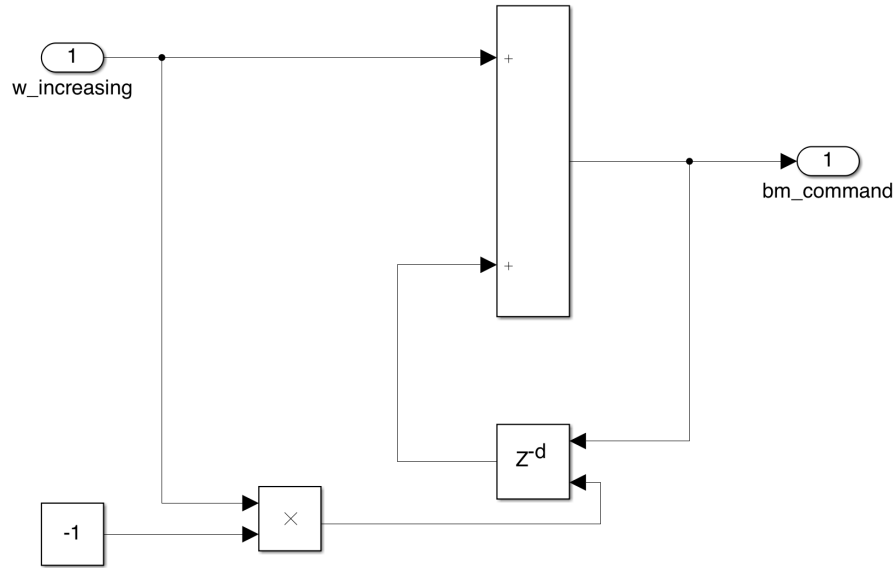 1
w_increasing
+
1
bm_command
+
Z-d
-1
×